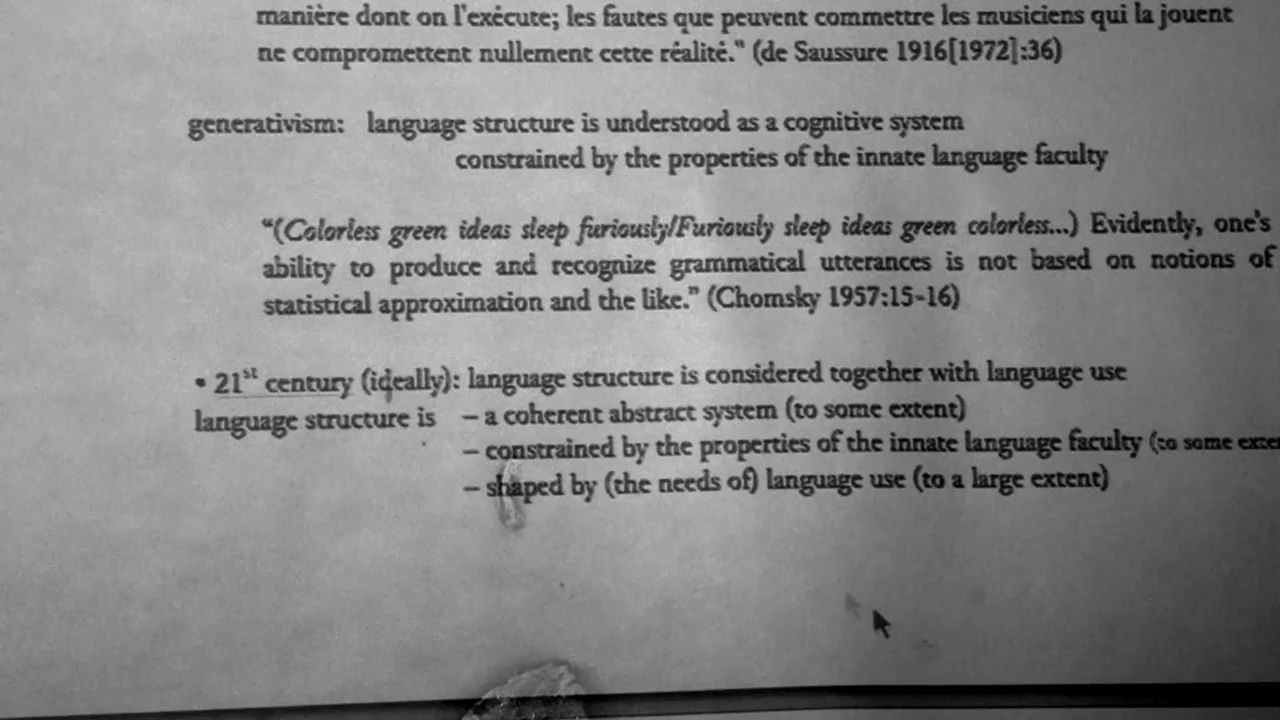 manière dont on l'exécute; les fautes que peuvent commettre les musiciens qui la jouent
ne compromettent nullement cette réalité." (de Saussure 1916[1972]:36)
generativism: language structure is understood as a cognitive system
constrained by the properties of the innate language faculty
“(Colorless green ideas sleep furiously/Furiously sleep ideas green colorless...) Evidently, one's
ability to produce and recognize grammatical utterances is not based on notions of
statistical approximation and the like.” (Chomsky 1957:15-16)
• 21st century (ideally): language structure is considered together with language use
language structure is – a coherent abstract system (to some extent)
– constrained by the properties of the innate language faculty (to some exte
– shaped by (the needs of) language use (to a large extent)